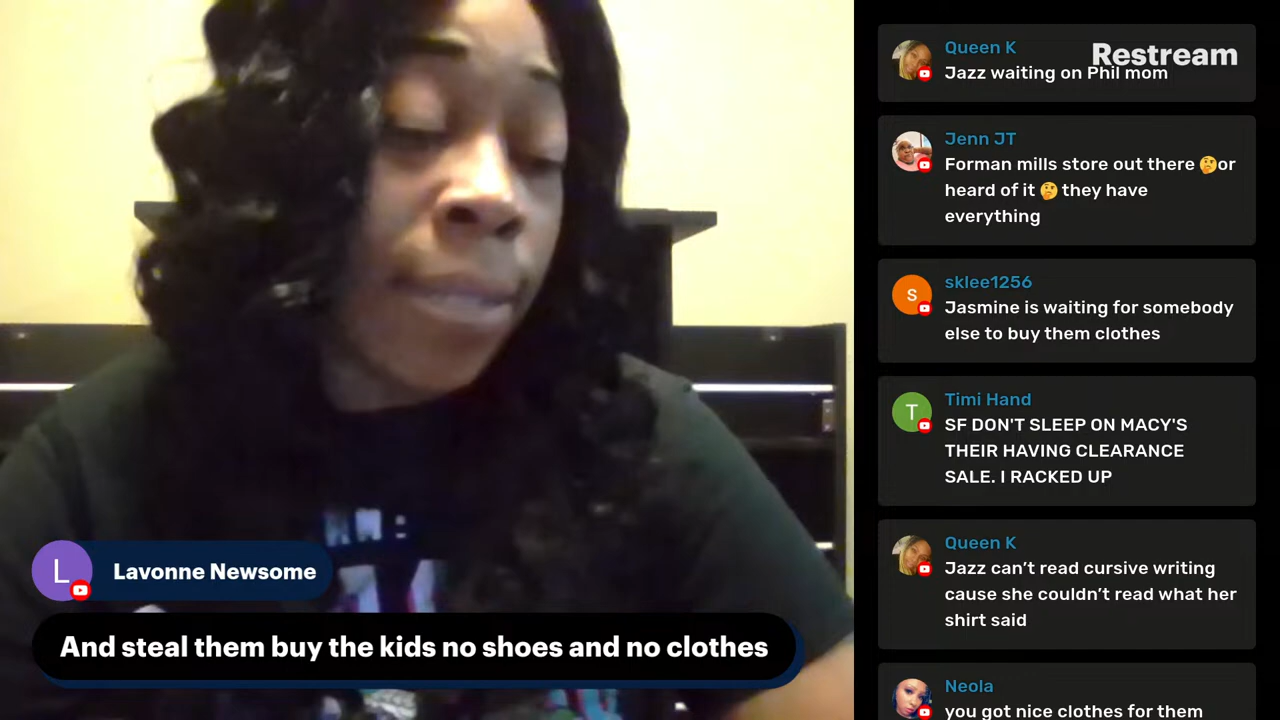 Queen K
Restream
Jazz waiting on Phil mom
Jenn JT
Forman mills store out there 🤔or
heard of it 🤔 they have
everything
sklee1256
Jasmine is waiting for somebody
else to buy them clothes
Timi Hand
SF DON'T SLEEP ON MACY'S
THEIR HAVING CLEARANCE
SALE. I RACKED UP
Queen K
Jazz can’t read cursive writing
cause she couldn’t read what her
shirt said
Neola
you got nice clothes for them
S
T
L
Lavonne Newsome
And steal them buy the kids no shoes and no clothes